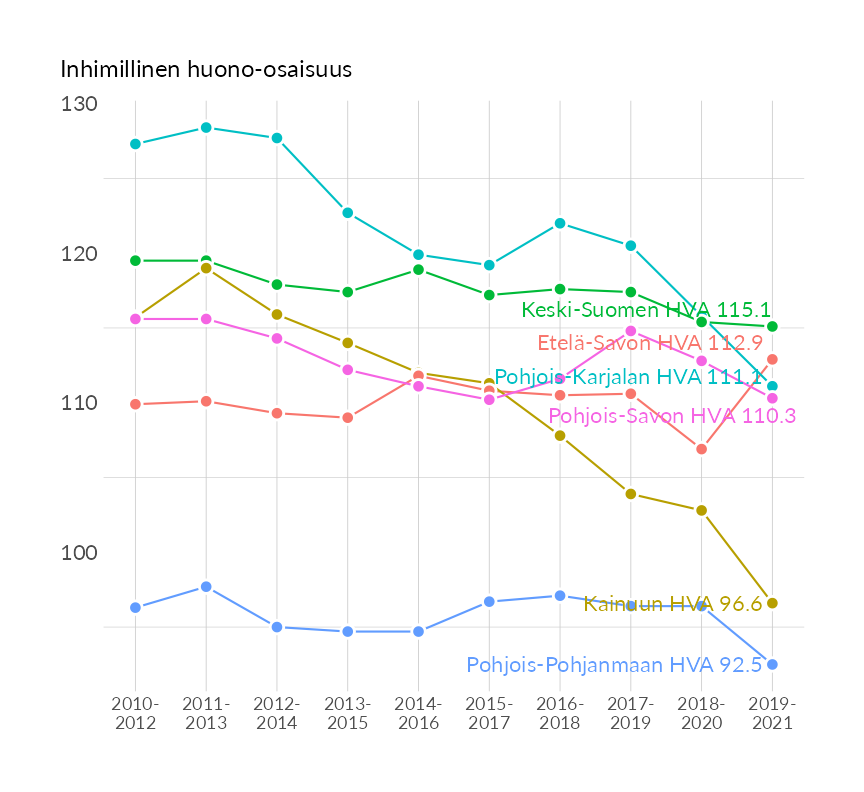 Inhimillinen huono-osaisuus
130
120
110
100
Keski-Suomen HVA 115.1
Etelä-Savon HVA 112.9
Pohjois-Karjalan HVA 111.1
Pohjois-Savon HVA 110.3
Kainuun HVA 96.6
Pohjois-Pohjanmaan HVA 92.5
2010- 2011- 2012- 2013- 2014- 2015- 2016- 2017- 2018- 2019-
2012 2013 2014 2015 2016 2017 2018 2019 2020 2021